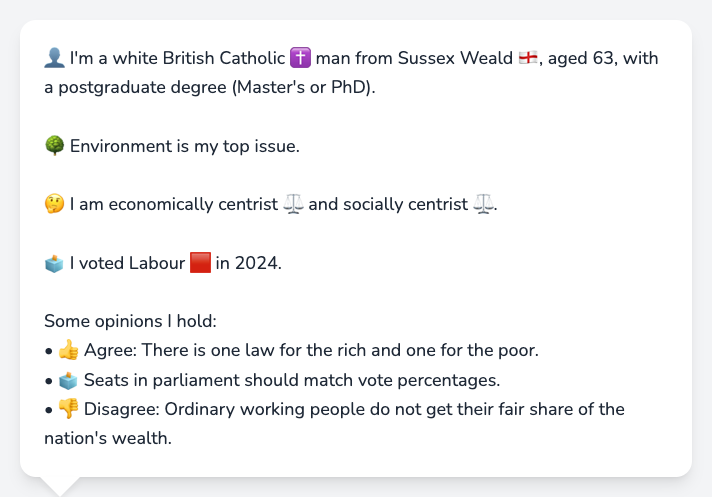 👤 I'm a white British Catholic ✝️ man from Sussex Weald 🏴󠁧󠁢󠁥󠁮󠁧󠁿, aged 63, with
a postgraduate degree (Master's or PhD).
🌳 Environment is my top issue.
🤔 I am economically centrist ⚖️ and socially centrist ⚖️.
🗳️ I voted Labour 🟥 in 2024.
Some opinions I hold:
• 👍 Agree: There is one law for the rich and one for the poor.
• 🗳️ Seats in parliament should match vote percentages.
• 👎 Disagree: Ordinary working people do not get their fair share of the
nation's wealth.